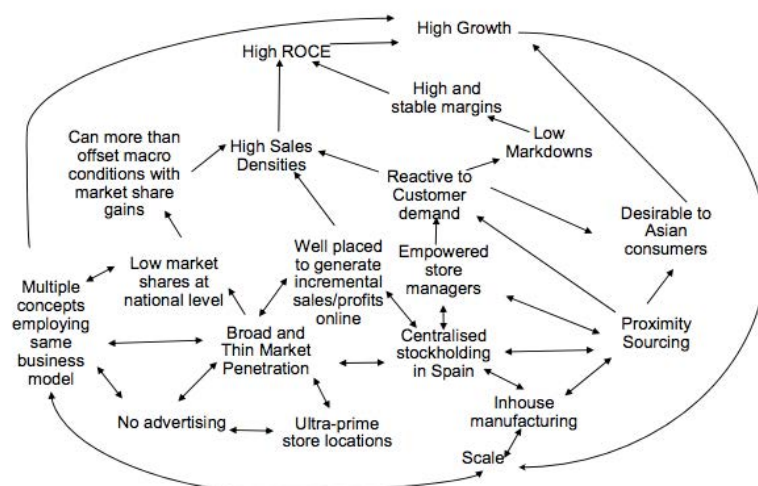 High Growth
High ROCE
High and
stable margins
Can more than
offset macro
conditions with
market share
gains
High Sales
Densities
Low
Markdowns
Reactive to
Customer
demand
Desirable to
Asian
consumers
Multiple
concepts
employing
same
business
model
Low market
shares at
national level
Well placed
to generate
incremental
sales/profits
online
Empowered
store
managers
Proximity
Sourcing
Broad and
Thin Market
Penetration
Centralised
stockholding
in Spain
No advertising
Ultra-prime
store locations
Inhouse
manufacturing
Scale